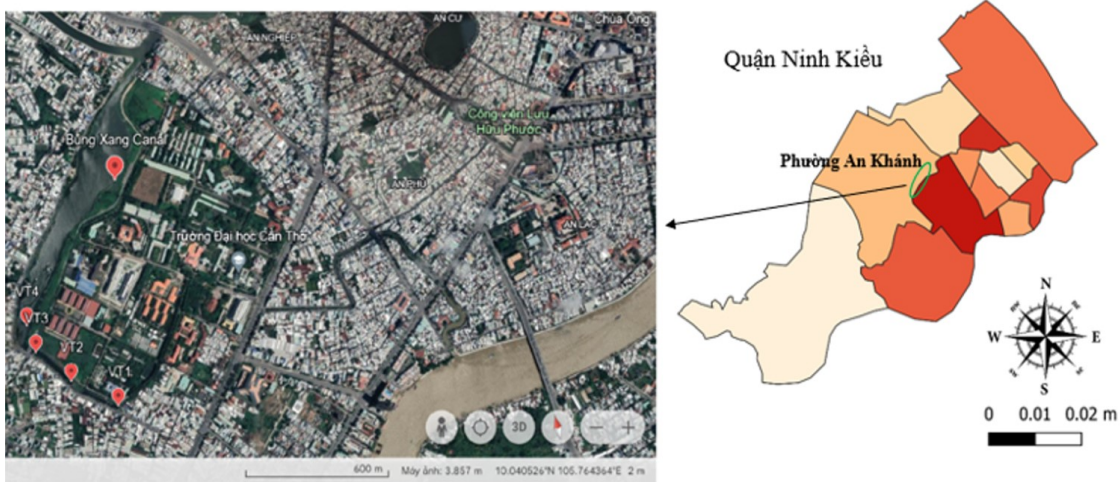 AN CƯ
Chùa Ông
AN NGHIỆP
Công viên Lưu
Hữu Phước
Búng Xang Canal
AN PHÚ
Trường Đại học Cần Thơ
AN LẠC
VT4
VT3
VT2
VT1
3D
600 m
Máy ảnh: 3.857 m 10.040526°N 105.764364°E 2 m
Quận Ninh Kiều
Phường An Khánh
N
W
E
S
0 0.01 0.02 m